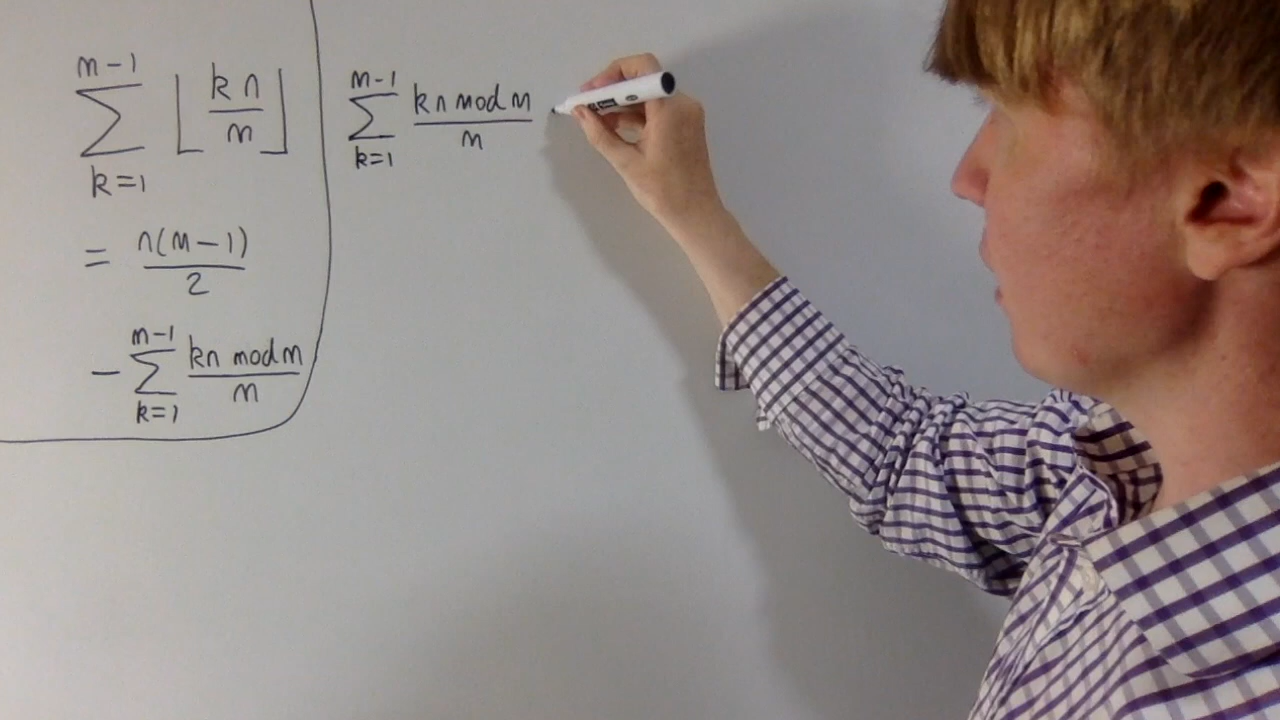 m-1
∑ ⌊ kn/m ⌋
k=1
= n(m-1)/2
m-1
- ∑ kn mod m / m
k=1
m-1
∑ kn mod m / m
k=1